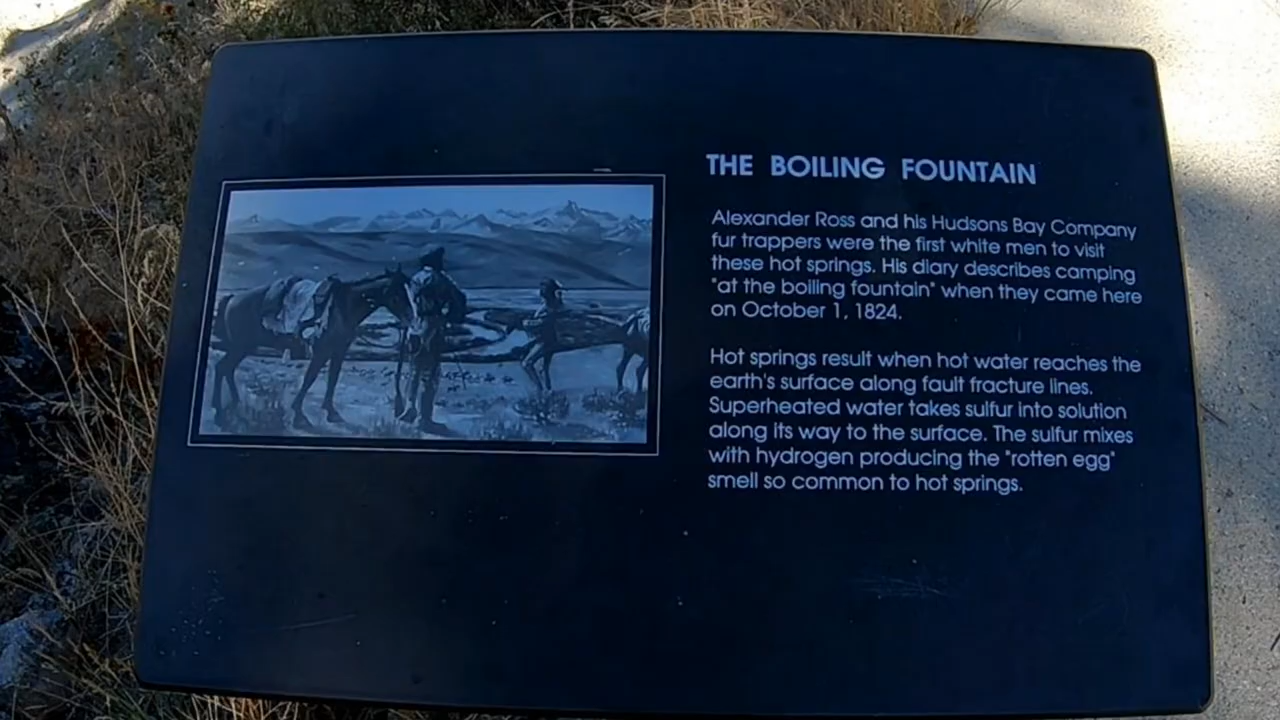 THE BOILING FOUNTAIN
Alexander Ross and his Hudsons Bay Company
fur trappers were the first white men to visit
these hot springs. His diary describes camping
"at the boiling fountain" when they came here
on October 1, 1824.
Hot springs result when hot water reaches the
earth's surface along fault fracture lines.
Superheated water takes sulfur into solution
along its way to the surface. The sulfur mixes
with hydrogen producing the "rotten egg"
smell so common to hot springs.